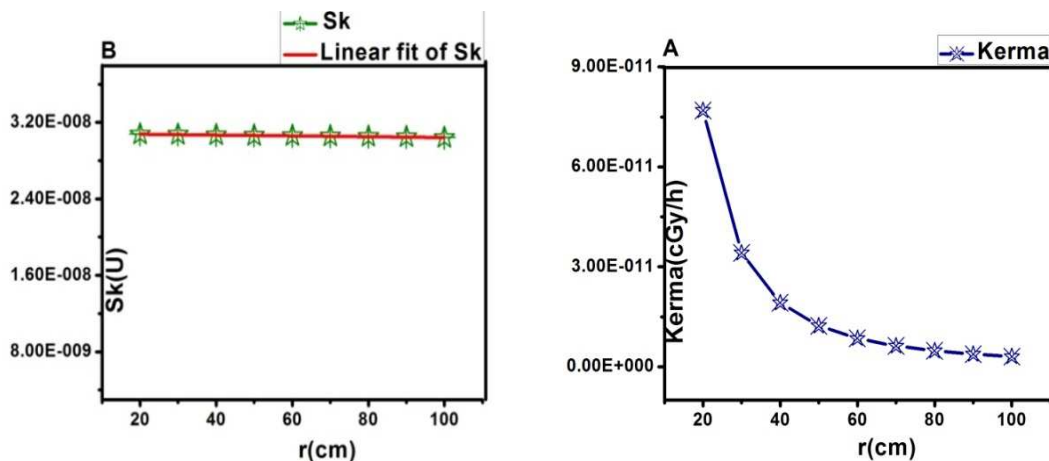 B
Sk
Linear fit of Sk
3.20E-008
2.40E-008
1.60E-008
8.00E-009
Sk(U)
20 40 60 80 100
r(cm)
A
Kerma
9.00E-011
6.00E-011
3.00E-011
0.00E+000
Kerma(cGy/h)
20 40 60 80 100
r(cm)